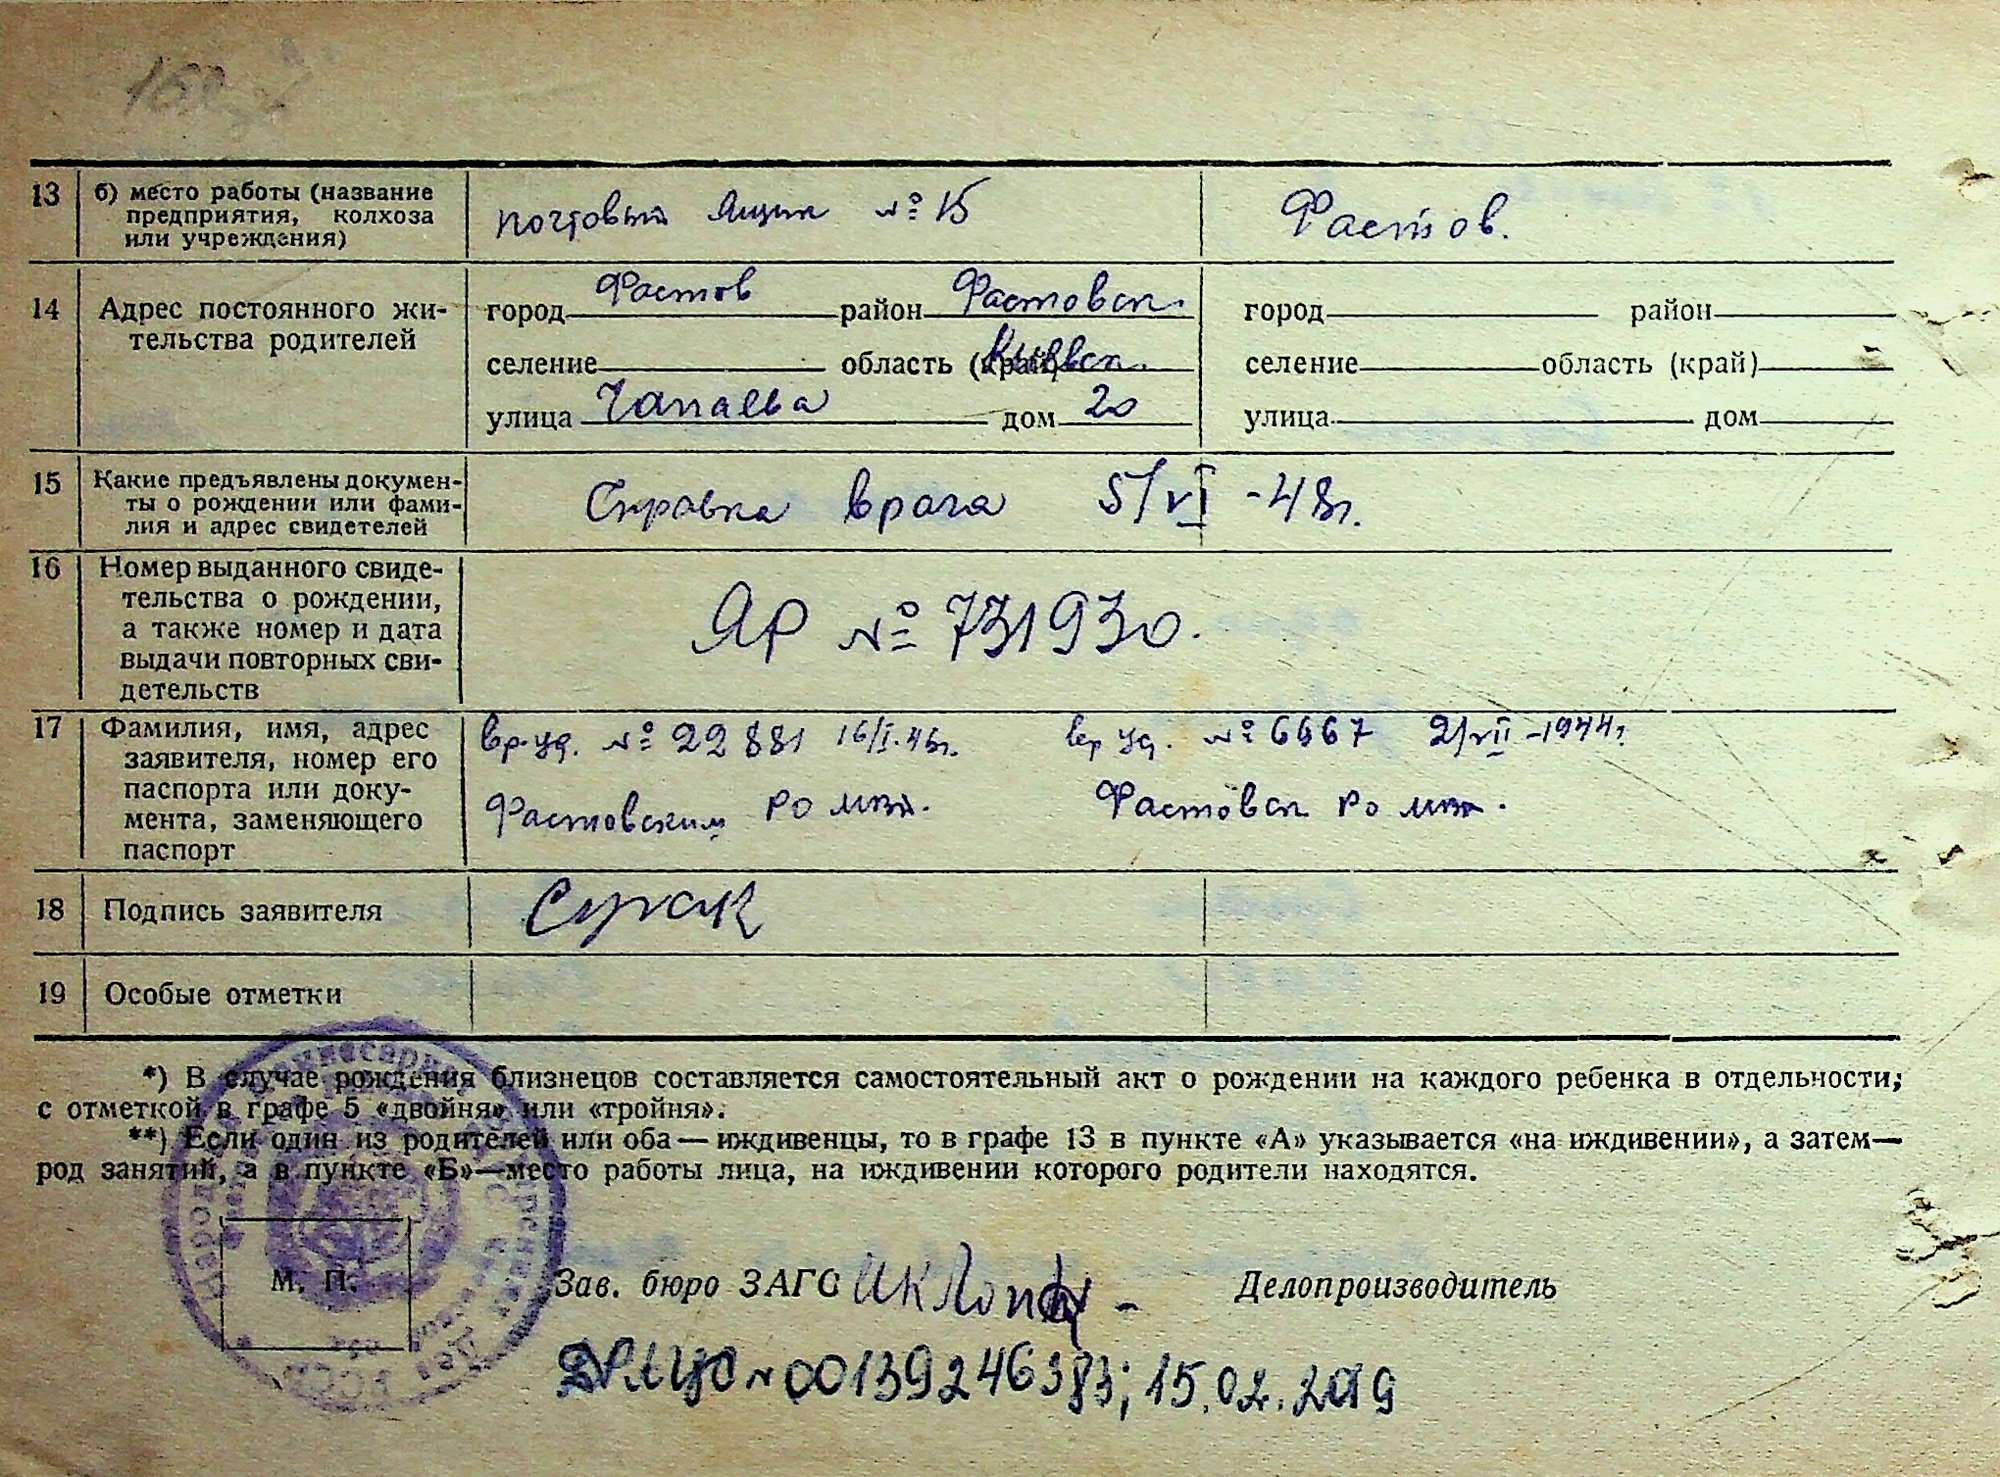 13 б) место работы (название предприятия, колхоза или учреждения) почтовый ящик №15 Фастов.
14 Адрес постоянного жительства родителей
город Фастов район Фастовск. город район
селение область (край) Киевск. селение область (край)
улица Чапаева дом 20 улица дом
15 Какие предъявлены документы о рождении или фамилия и адрес свидетелей Справка врача 5/VI-48г.
16 Номер выданного свидетельства о рождении, а также номер и дата выдачи повторных свидетельств ЯР №731930.
17 Фамилия, имя, адрес заявителя, номер его паспорта или документа, заменяющего паспорт
вр.уд. №22881 16/I.48г. вр уд. №6667 2/VII-1944г.
Фастовским РО Фастовск РО
18 Подпись заявителя
19 Особые отметки
*) В случае рождения близнецов составляется самостоятельный акт о рождении на каждого ребенка в отдельности,
с отметкой в графе 5 «двойня» или «тройня».
**) Если один из родителей или оба—иждивенцы, то в графе 13 в пункте «А» указывается «на иждивении», а затем—
род занятий, а в пункте «Б»—место работы лица, на иждивении которого родители находятся.
М. П. Зав. бюро ЗАГС Делопроизводитель
№00139246383; 15.02.2019